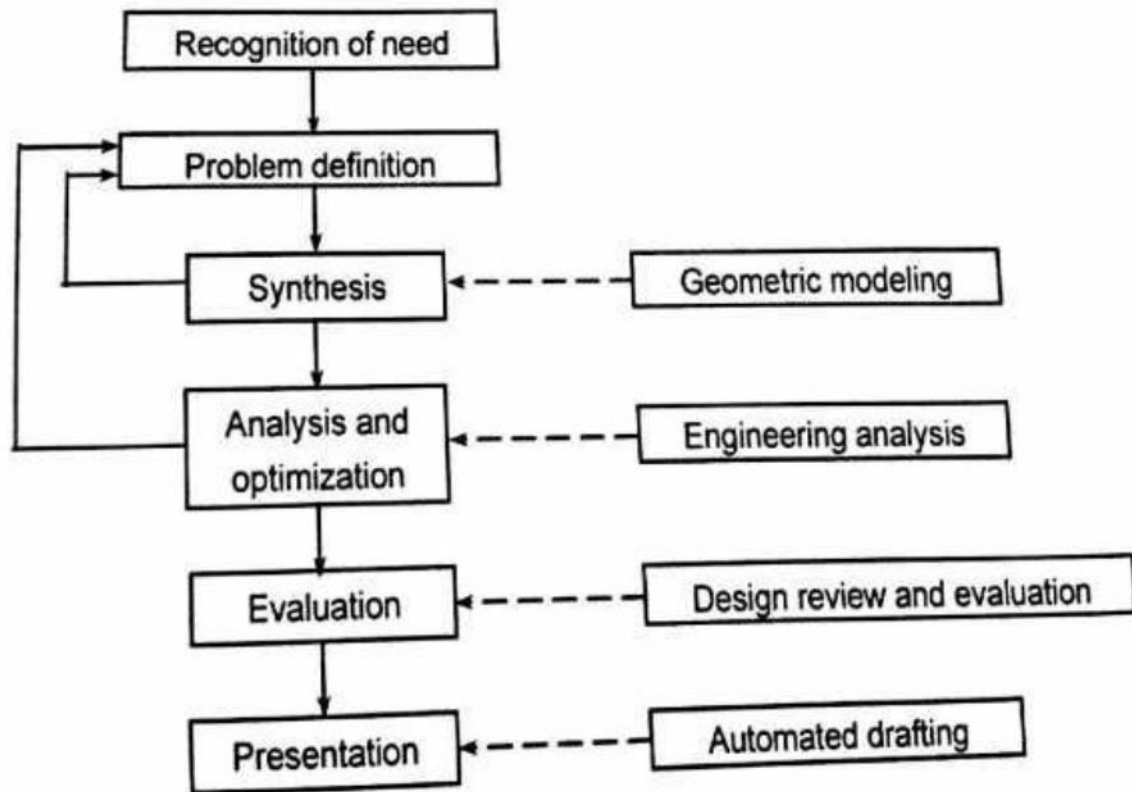 Recognition of need
Problem definition
Synthesis
Geometric modeling
Analysis and
optimization
Engineering analysis
Evaluation
Design review and evaluation
Presentation
Automated drafting